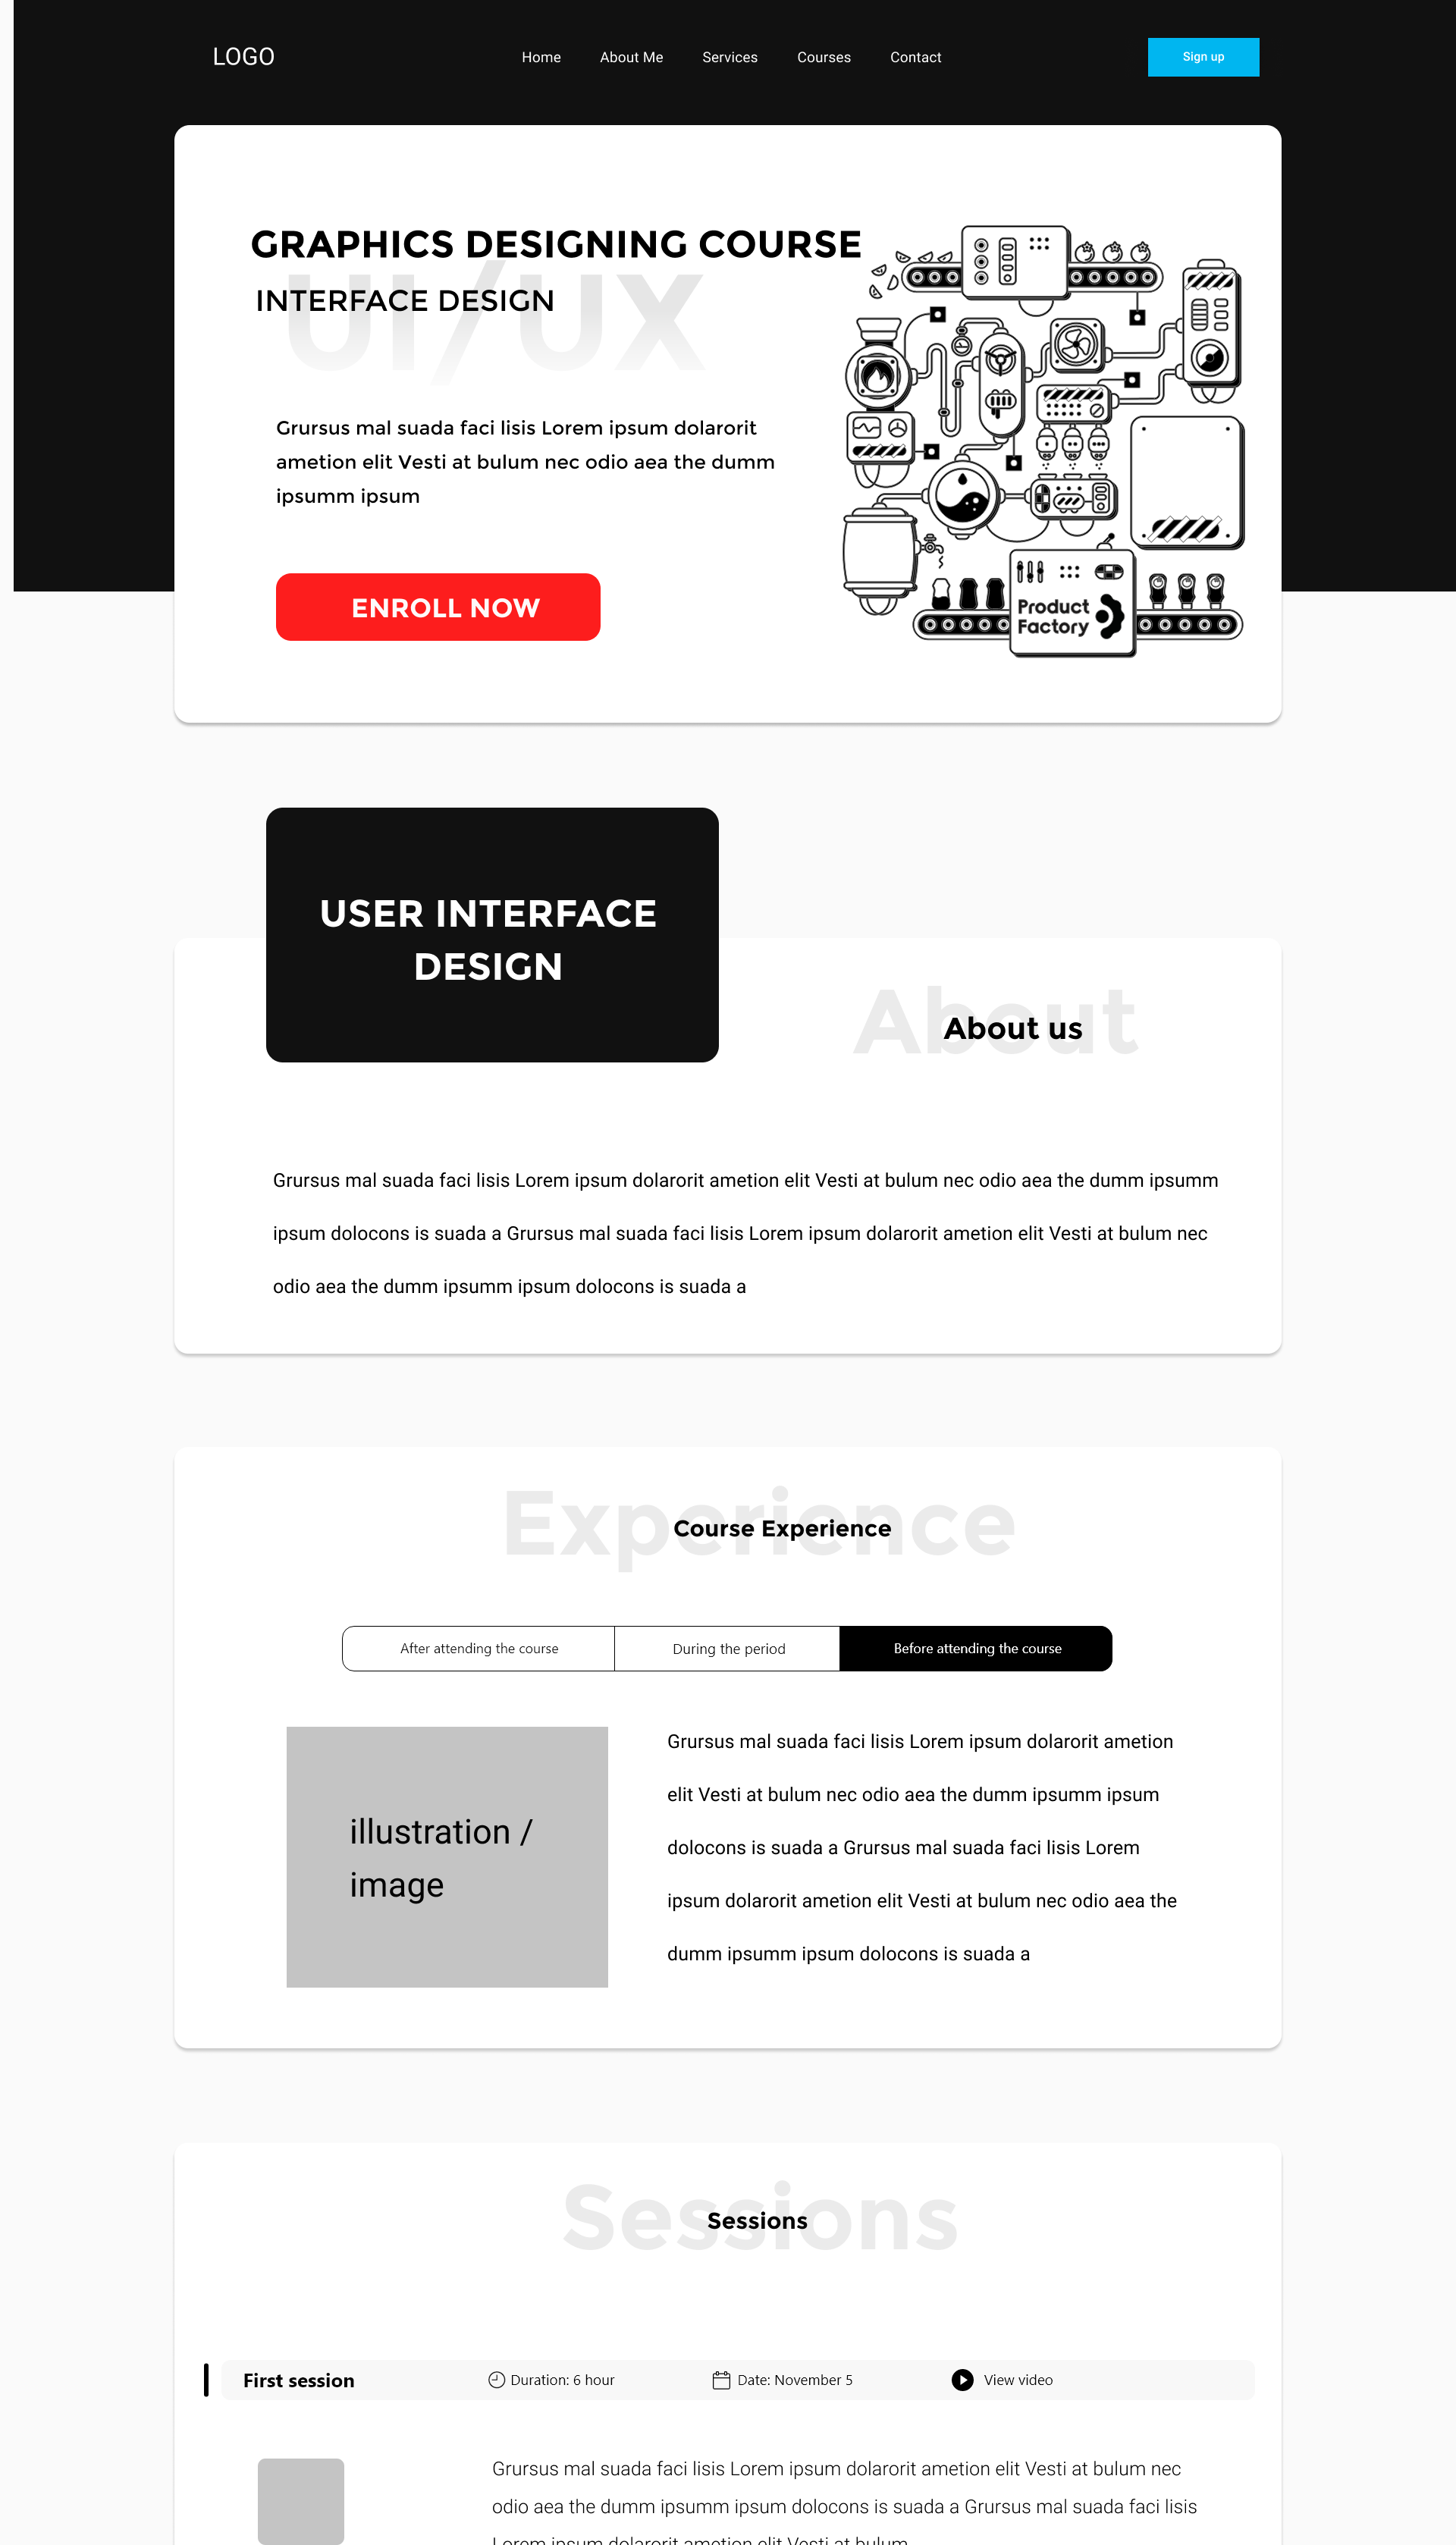 LOGO
Home
About Me
Services
Courses
Contact
Sign up
GRAPHICS DESIGNING COURSE
UI/UX
INTERFACE DESIGN
Grursus mal suada faci lisis Lorem ipsum dolarorit
ametion elit Vesti at bulum nec odio aea the dumm
ipsumm ipsum
ENROLL NOW
Product
Factory
USER INTERFACE
DESIGN
About
About us
Grursus mal suada faci lisis Lorem ipsum dolarorit ametion elit Vesti at bulum nec odio aea the dumm ipsumm
ipsum dolocons is suada a Grursus mal suada faci lisis Lorem ipsum dolarorit ametion elit Vesti at bulum nec
odio aea the dumm ipsumm ipsum dolocons is suada a
Experience
Course Experience
After attending the course
During the period
Before attending the course
illustration /
image
Grursus mal suada faci lisis Lorem ipsum dolarorit ametion
elit Vesti at bulum nec odio aea the dumm ipsumm ipsum
dolocons is suada a Grursus mal suada faci lisis Lorem
ipsum dolarorit ametion elit Vesti at bulum nec odio aea the
dumm ipsumm ipsum dolocons is suada a
Sessions
Sessions
First session
Duration: 6 hour
Date: November 5
View video
Grursus mal suada faci lisis Lorem ipsum dolarorit ametion elit Vesti at bulum nec
odio aea the dumm ipsumm ipsum dolocons is suada a Grursus mal suada faci lisis
Lorem ipsum dolarorit ametion elit Vesti at bulum